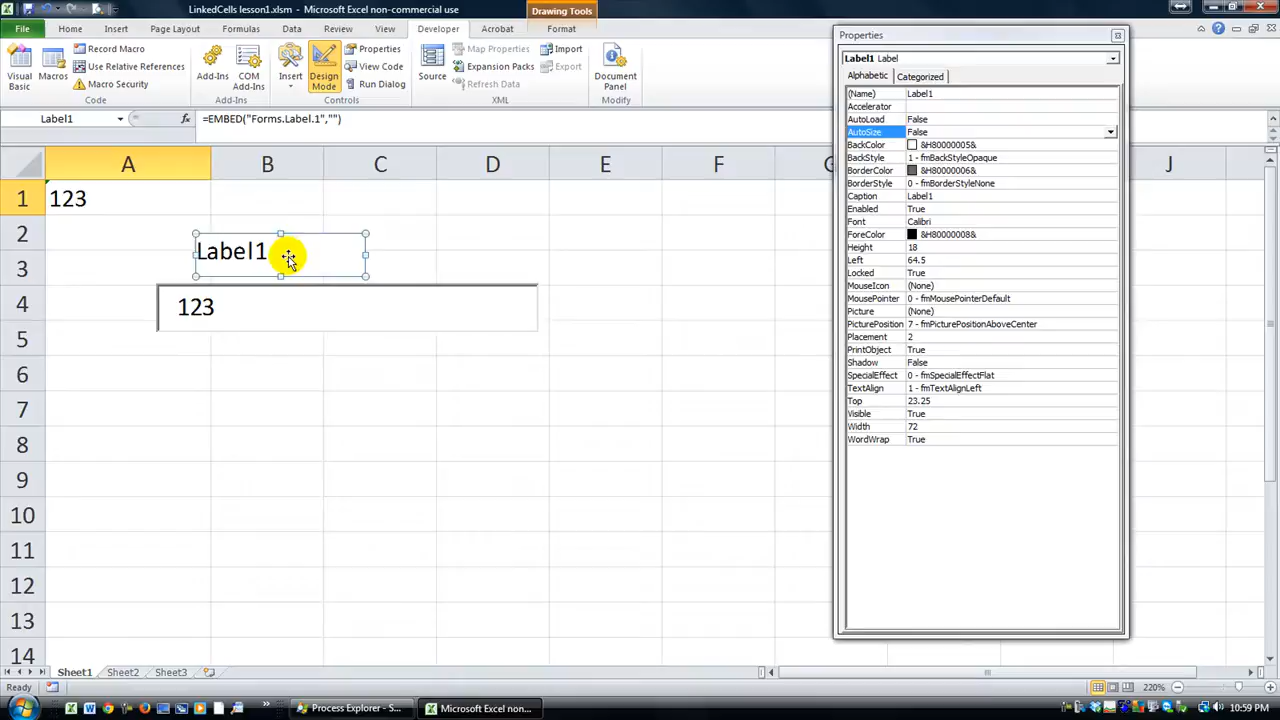 LinkedCells lesson1.xlsm - Microsoft Excel non-commercial use
Drawing Tools
File Home Insert Page Layout Formulas Data Review View Developer Acrobat Format
Visual Basic
Macros
Record Macro
Use Relative References
Macro Security
Code
Add-Ins
COM Add-Ins
Add-Ins
Insert
Design Mode
Properties
View Code
Run Dialog
Controls
Source
Map Properties
Expansion Packs
Refresh Data
Import
Export
XML
Document Panel
Modify
Label1
fx
=EMBED("Forms.Label.1","")
A B C D E F G J
1 123
2
Label1
3
4 123
5
6
7
8
9
10
11
12
13
14
Properties
Label1 Label
Alphabetic Categorized
(Name) Label1
Accelerator
AutoLoad False
AutoSize False
BackColor &H80000005&
BackStyle 1 - fmBackStyleOpaque
BorderColor &H80000006&
BorderStyle 0 - fmBorderStyleNone
Caption Label1
Enabled True
Font Calibri
ForeColor &H80000008&
Height 18
Left 64.5
Locked True
MouseIcon (None)
MousePointer 0 - fmMousePointerDefault
Picture (None)
PicturePosition 7 - fmPicturePositionAboveCenter
Placement 2
PrintObject True
Shadow False
SpecialEffect 0 - fmSpecialEffectFlat
TextAlign 1 - fmTextAlignLeft
Top 23.25
Visible True
Width 72
WordWrap True
Sheet1 Sheet2 Sheet3
Ready
220%
Process Explorer - S...
Microsoft Excel non-...
10:59 PM